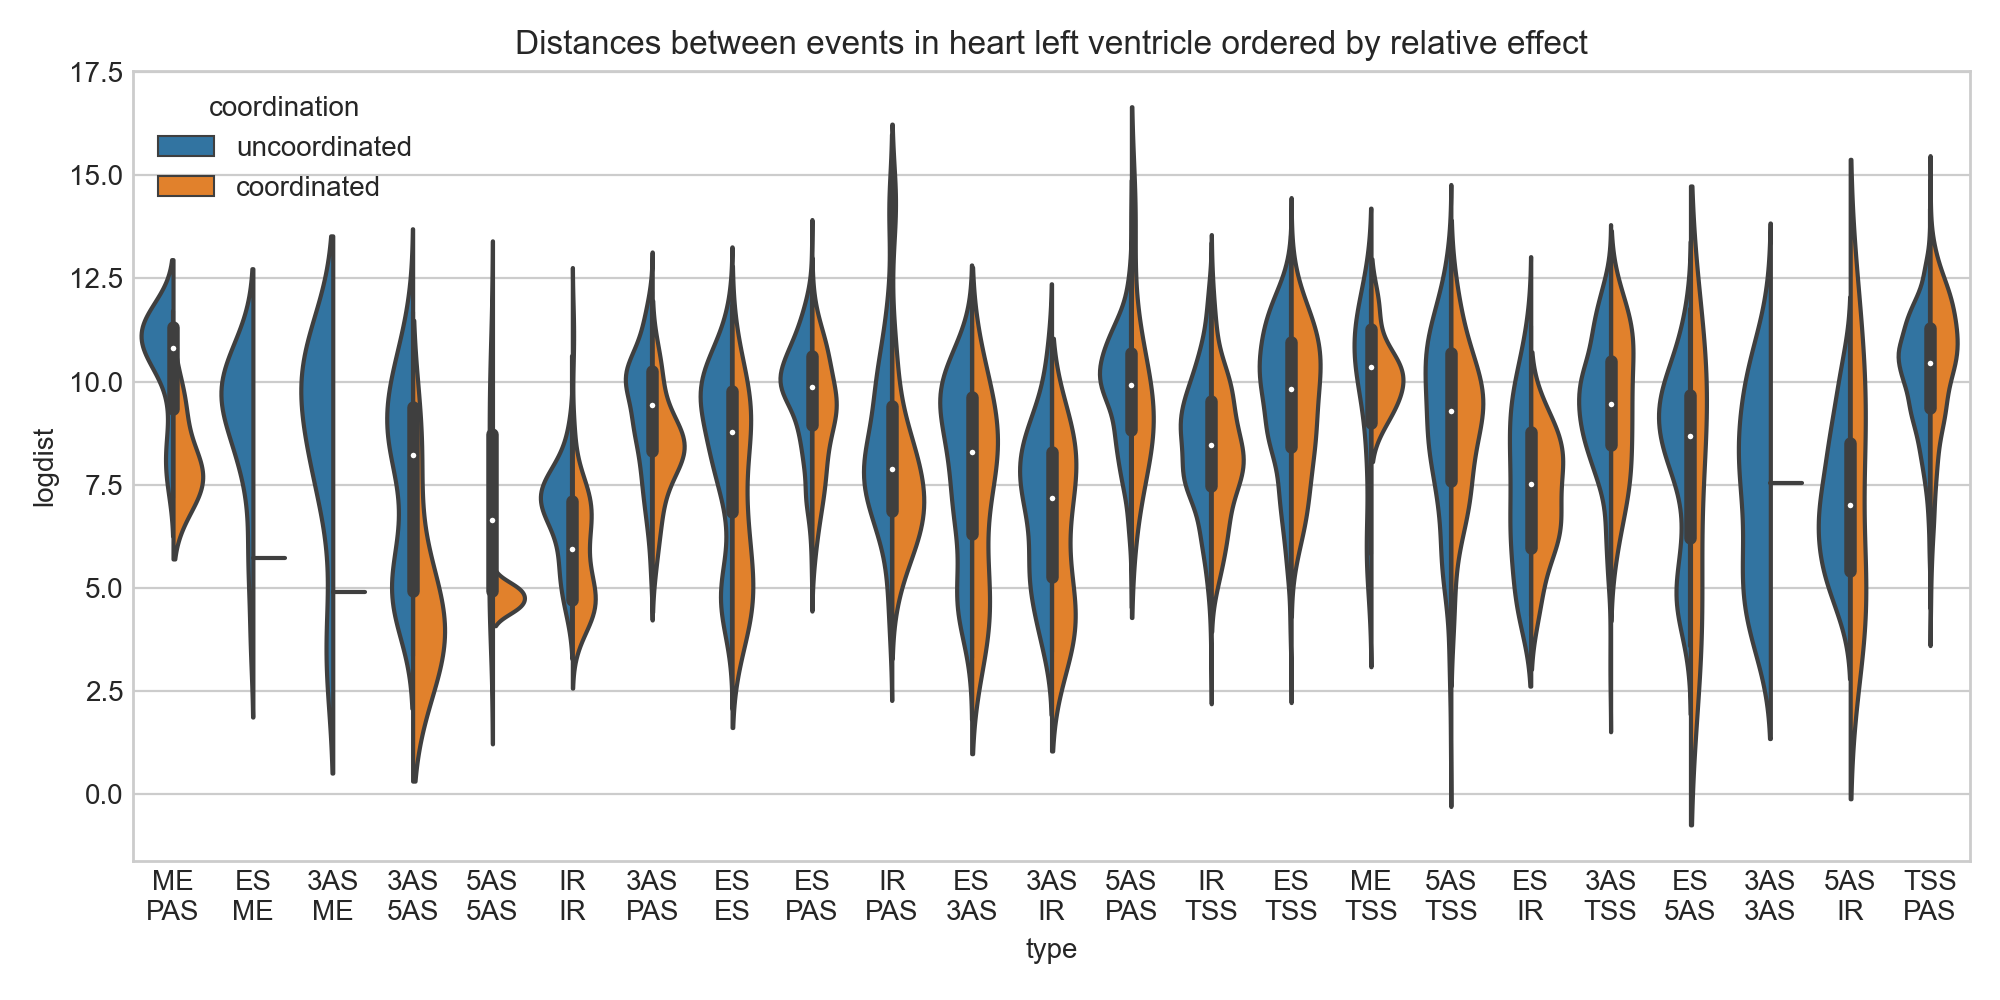 Distances between events in heart left ventricle ordered by relative effect
17.5
15.0
12.5
10.0
7.5
5.0
2.5
0.0
logdist
coordination
uncoordinated
coordinated
ME ES 3AS 3AS 5AS IR 3AS ES ES IR ES 3AS 5AS IR ES ME 5AS ES 3AS ES 3AS 5AS TSS
PAS ME ME 5AS 5AS IR PAS ES PAS PAS 3AS IR PAS TSS TSS TSS TSS IR TSS 5AS 3AS IR PAS
type